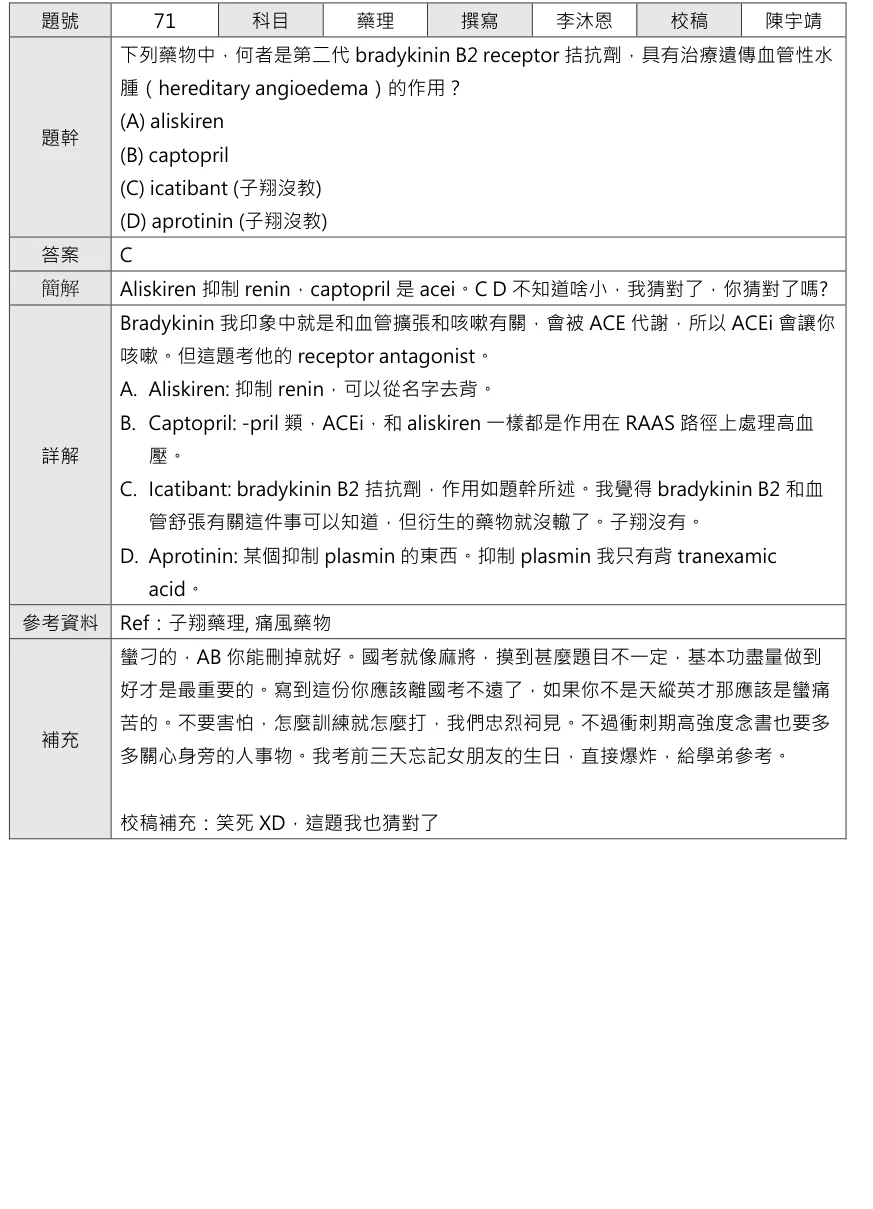 題號 71 科目 藥理 撰寫 李沐恩 校稿 陳宇靖
題幹
下列藥物中，何者是第二代 bradykinin B2 receptor 拮抗劑，具有治療遺傳血管性水
腫（hereditary angioedema）的作用？
(A) aliskiren
(B) captopril
(C) icatibant (子翔沒教)
(D) aprotinin (子翔沒教)
答案 C
簡解 Aliskiren 抑制 renin，captopril 是 acei。C D 不知道啥小，我猜對了，你猜對了嗎?
詳解
Bradykinin 我印象中就是和血管擴張和咳嗽有關，會被 ACE 代謝，所以 ACEi 會讓你
咳嗽。但這題考他的 receptor antagonist。
A. Aliskiren: 抑制 renin，可以從名字去背。
B. Captopril: -pril 類，ACEi，和 aliskiren 一樣都是作用在 RAAS 路徑上處理高血
壓。
C. Icatibant: bradykinin B2 拮抗劑，作用如題幹所述。我覺得 bradykinin B2 和血
管舒張有關這件事可以知道，但衍生的藥物就沒轍了。子翔沒有。
D. Aprotinin: 某個抑制 plasmin 的東西。抑制 plasmin 我只有背 tranexamic
acid。
參考資料 Ref：子翔藥理, 痛風藥物
補充
蠻刁的，AB 你能刪掉就好。國考就像麻將，摸到甚麼題目不一定，基本功盡量做到
好才是最重要的。寫到這份你應該離國考不遠了，如果你不是天縱英才那應該是蠻痛
苦的。不要害怕，怎麼訓練就怎麼打，我們忠烈祠見。不過衝刺期高強度念書也要多
多關心身旁的人事物。我考前三天忘記女朋友的生日，直接爆炸，給學弟參考。
校稿補充：笑死 XD，這題我也猜對了